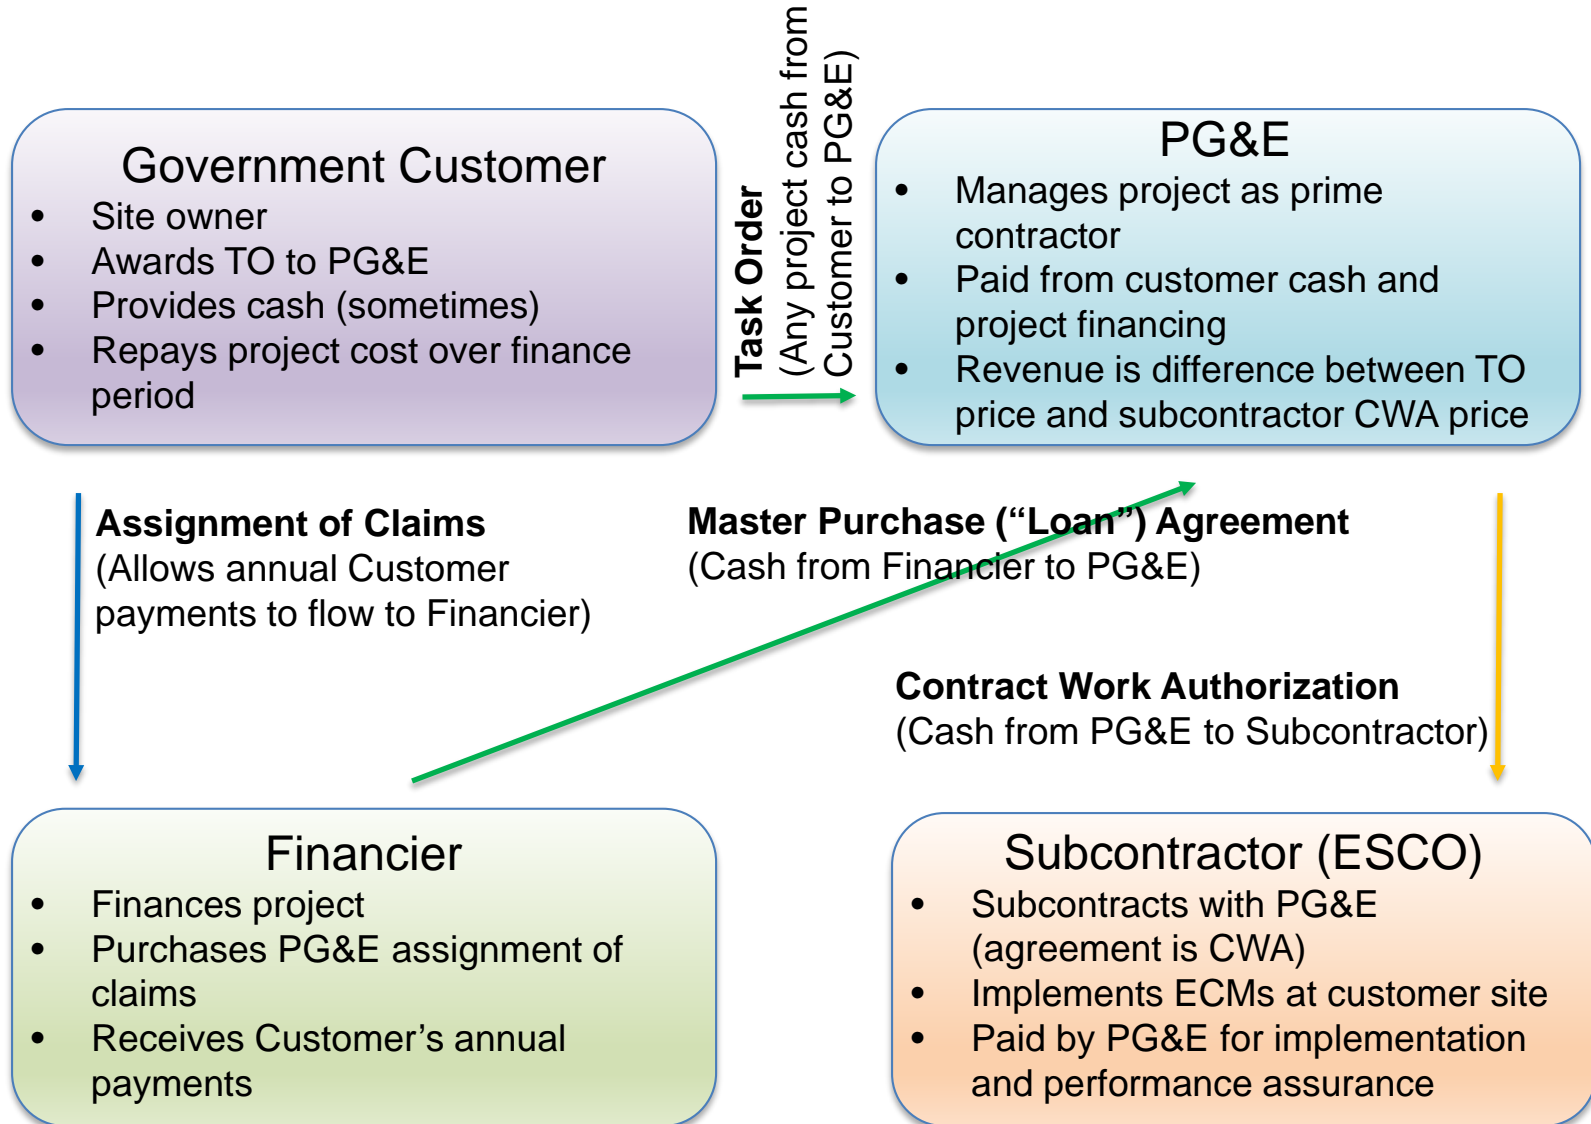 Government Customer
• Site owner
• Awards TO to PG&E
• Provides cash (sometimes)
• Repays project cost over finance
period
Task Order
(Any project cash from
Customer to PG&E)
PG&E
• Manages project as prime
contractor
• Paid from customer cash and
project financing
• Revenue is difference between TO
price and subcontractor CWA price
Assignment of Claims
(Allows annual Customer
payments to flow to Financier)
Master Purchase (“Loan”) Agreement
(Cash from Financier to PG&E)
Contract Work Authorization
(Cash from PG&E to Subcontractor)
Financier
• Finances project
• Purchases PG&E assignment of
claims
• Receives Customer’s annual
payments
Subcontractor (ESCO)
• Subcontracts with PG&E
(agreement is CWA)
• Implements ECMs at customer site
• Paid by PG&E for implementation
and performance assurance